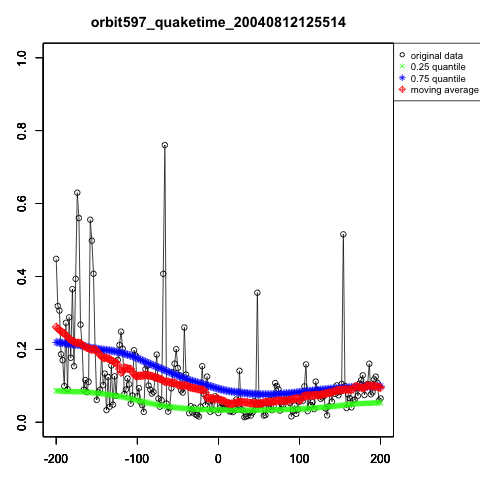 orbit597_quaketime_20040812125514
original data
0.25 quantile
0.75 quantile
moving average
1.0
0.8
0.6
0.4
0.2
0.0
-200 -100 0 100 200